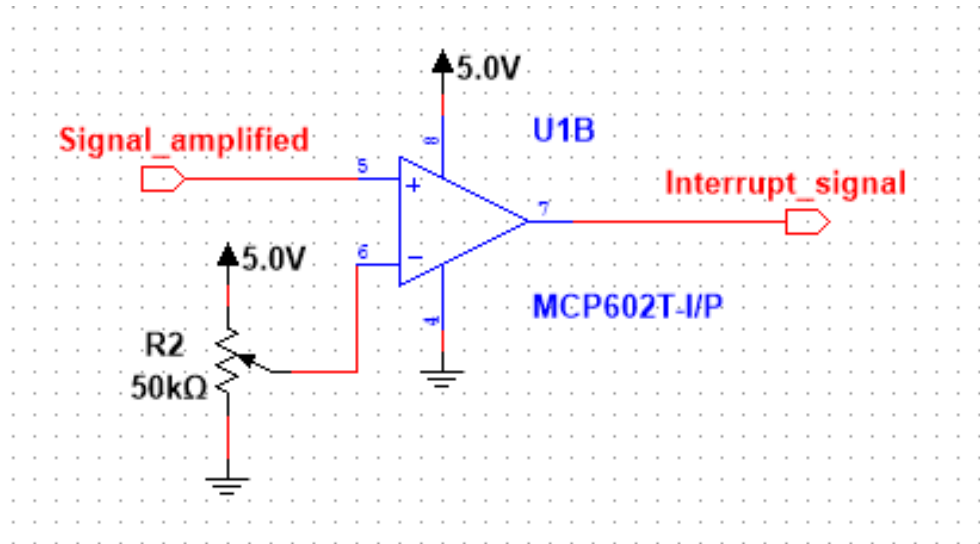 5.0V
Signal_amplified
8
U1B
5
+
Interrupt_signal
7
5.0V
6
−
MCP602T-I/P
4
R2
50kΩ